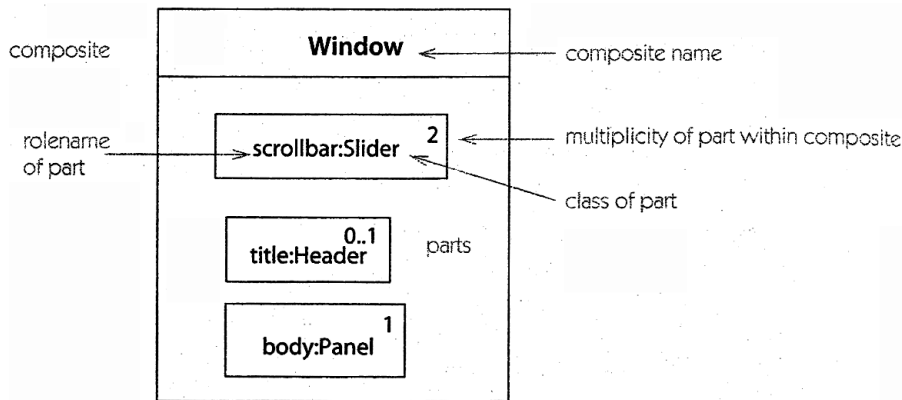 composite
Window
composite name
2
scrollbar:Slider
multiplicity of part within composite
rolename
of part
class of part
0..1
title:Header
parts
1
body:Panel